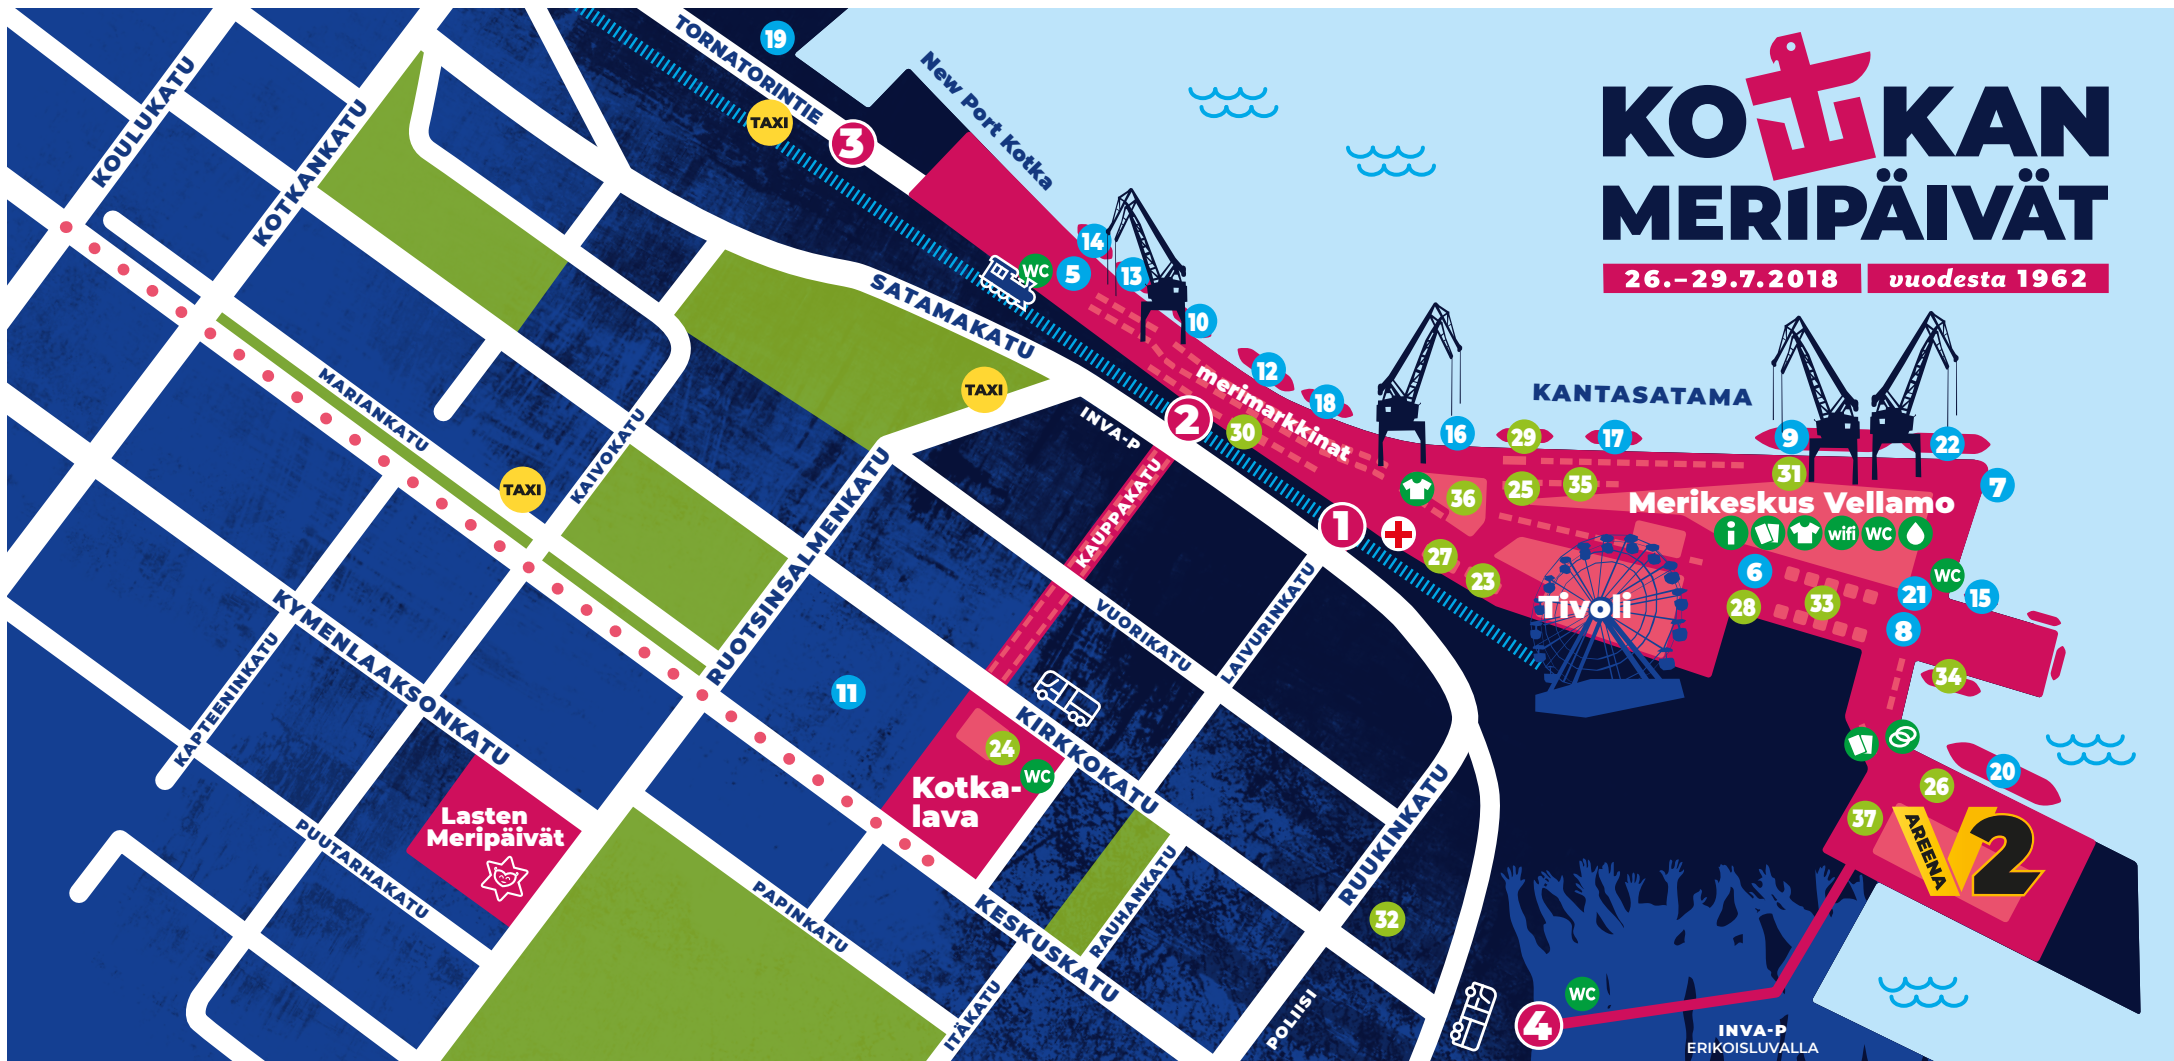 KOTKAN
MERIPÄIVÄT
26.–29.7.2018
vuodesta 1962
TORNATORINTIE
19
TAXI
3
New Port Kotka
KOULUKATU
KOTKANKATU
14
WC
5
13
10
SATAMAKATU
12
18
merimarkkinat
KANTASATAMA
MARIANKATU
TAXI
KAIVOKATU
TAXI
INVA-P
2
30
16
29
17
9
22
31
7
KAUPPAKATU
RUOTSINSALMENKATU
36
25
35
Merikeskus Vellamo
i
wifi
WC
1
27
23
Tivoli
6
28
33
21
WC
15
8
34
KYMENLAAKSONKATU
KAPTEENINKATU
VUORIKATU
LAIVURINKATU
11
KIRKKOKATU
24
WC
Kotka-
lava
20
26
37
AREENA
V2
Lasten
Meripäivät
PUUTARHAKATU
PAPINKATU
KESKUSKATU
RAUHANKATU
RUUKINKATU
32
ITÄKATU
POLIISI
WC
4
INVA-P
ERIKOISLUVALLA